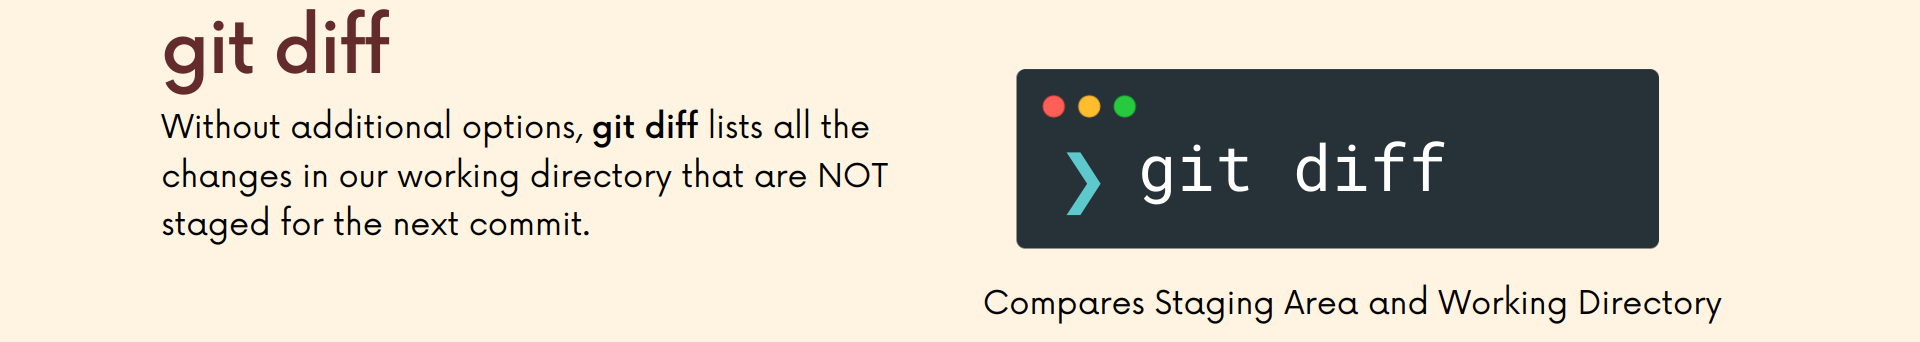 git diff
Without additional options, git diff lists all the
changes in our working directory that are NOT
staged for the next commit.
❯ git diff
Compares Staging Area and Working Directory